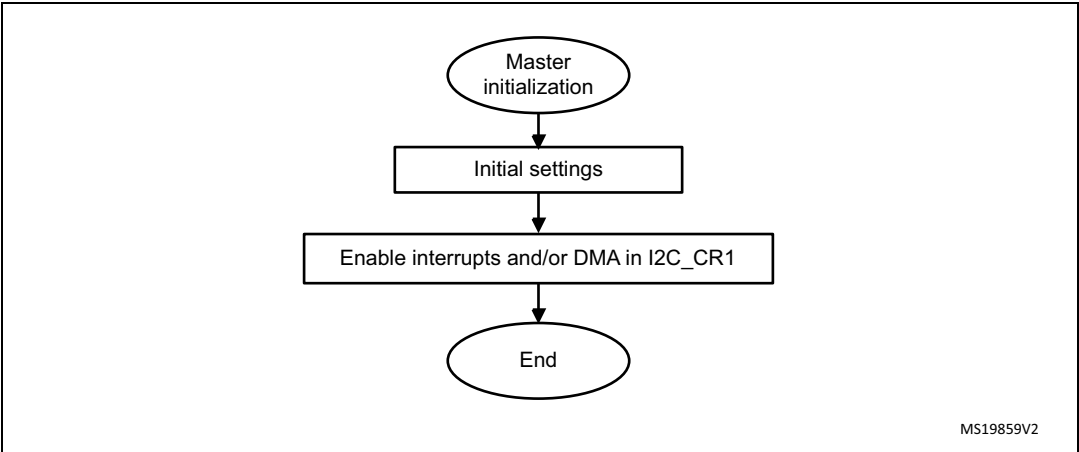 Master
initialization
Initial settings
Enable interrupts and/or DMA in I2C_CR1
End
MS19859V2